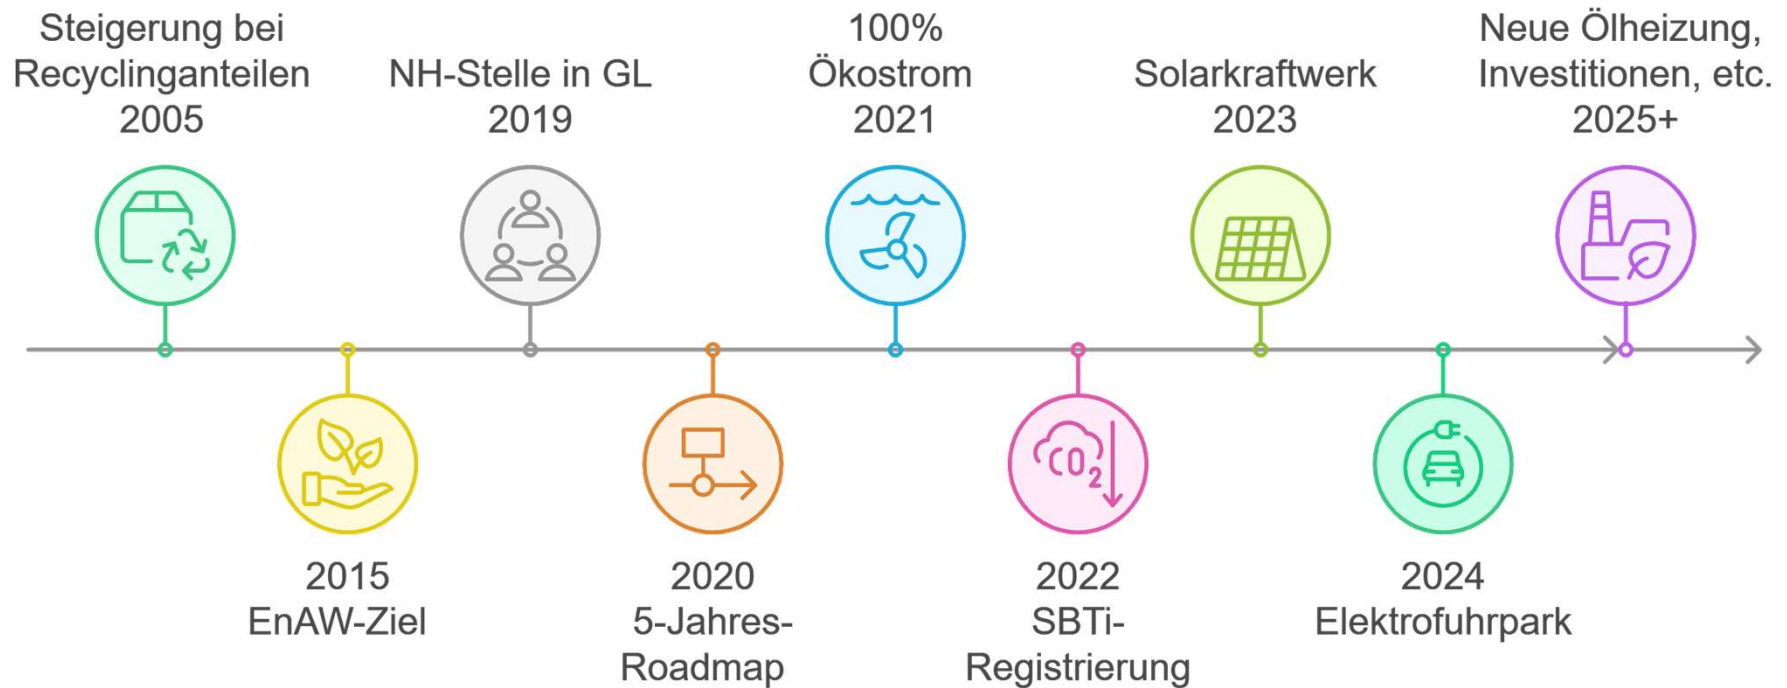 Steigerung bei
Recyclinganteilen
2005
2015
EnAW-Ziel
NH-Stelle in GL
2019
2020
5-Jahres-
Roadmap
100%
Ökostrom
2021
CO2
2022
SBTi-
Registrierung
Solarkraftwerk
2023
2024
Elektrofuhrpark
Neue Ölheizung,
Investitionen, etc.
2025+